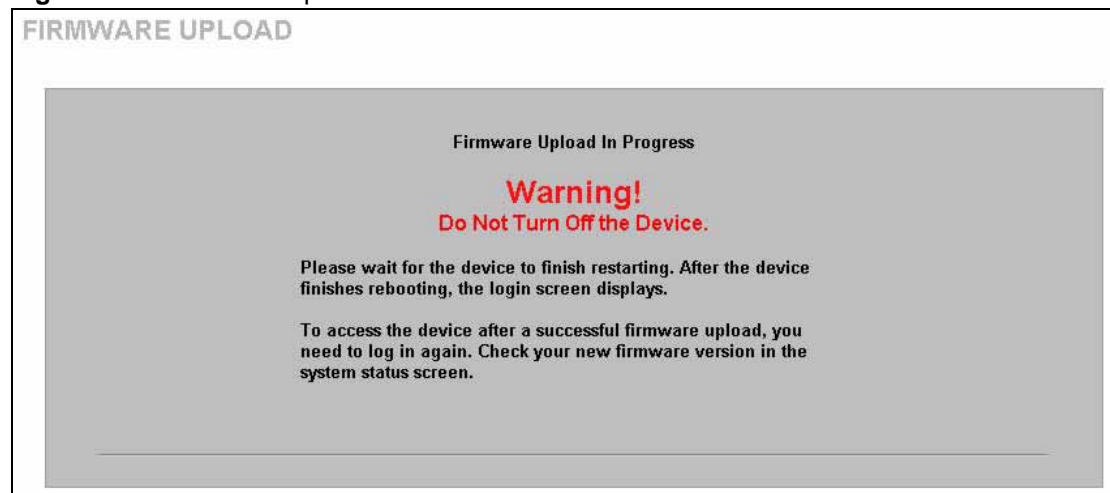 FIRMWARE UPLOAD
Firmware Upload In Progress
Warning!
Do Not Turn Off the Device.
Please wait for the device to finish restarting. After the device
finishes rebooting, the login screen displays.
To access the device after a successful firmware upload, you
need to log in again. Check your new firmware version in the
system status screen.